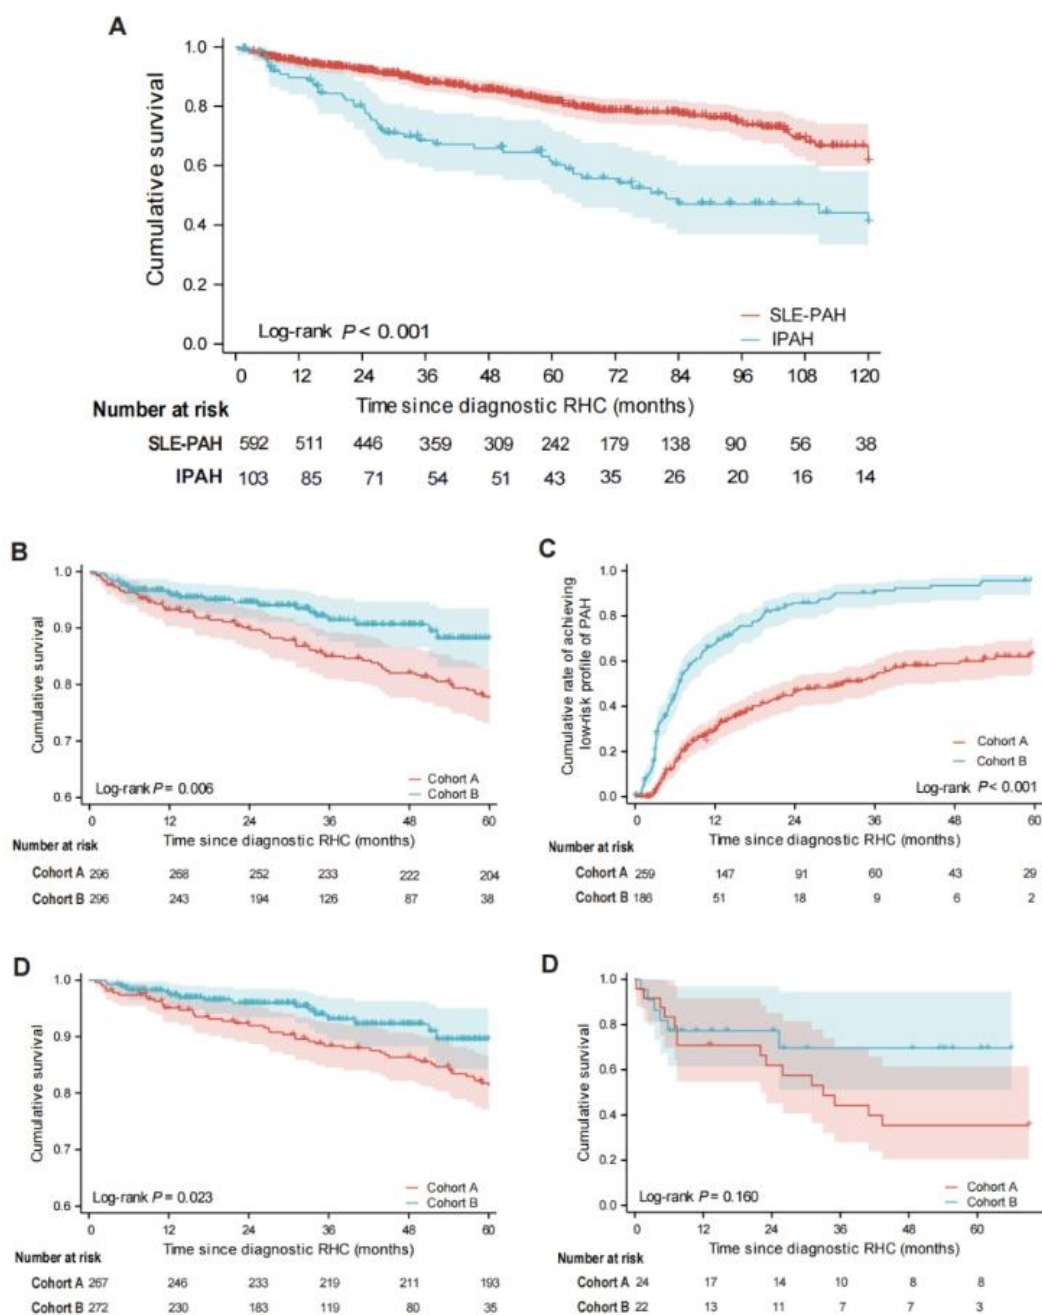 A
Cumulative survival
1.0
0.8
0.6
0.4
0.2
0.0
Log-rank P < 0.001
SLE-PAH
IPAH
0 12 24 36 48 60 72 84 96 108 120
Time since diagnostic RHC (months)
Number at risk
SLE-PAH 592 511 446 359 309 242 179 138 90 56 38
IPAH 103 85 71 54 51 43 35 26 20 16 14
B
Cumulative survival
1.0
0.9
0.8
0.7
0.6
Log-rank P = 0.006
Cohort A
Cohort B
0 12 24 36 48 60
Time since diagnostic RHC (months)
Number at risk
Cohort A 296 268 252 233 222 204
Cohort B 296 243 194 126 87 38
C
Cumulative rate of achieving
low-risk profile of PAH
1.0
0.8
0.6
0.4
0.2
0.0
Cohort A
Cohort B
Log-rank P < 0.001
0 12 24 36 48 60
Time since diagnostic RHC (months)
Number at risk
Cohort A 259 147 91 60 43 29
Cohort B 186 51 18 9 6 2
D
Cumulative survival
1.0
0.9
0.8
0.7
0.6
Log-rank P = 0.023
Cohort A
Cohort B
0 12 24 36 48 60
Time since diagnostic RHC (months)
Number at risk
Cohort A 267 246 233 219 211 193
Cohort B 272 230 183 119 80 35
D
Cumulative survival
1.0
0.8
0.6
0.4
0.2
0.0
Log-rank P = 0.160
Cohort A
Cohort B
0 12 24 36 48 60
Time since diagnostic RHC (months)
Number at risk
Cohort A 24 17 14 10 8 8
Cohort B 22 13 11 7 7 3